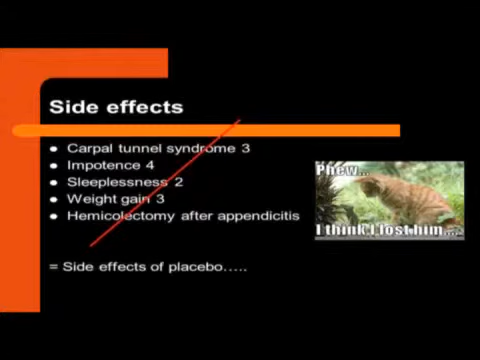 Side effects
Carpal tunnel syndrome 3
Impotence 4
Sleeplessness 2
Weight gain 3
Hemicolectomy after appendicitis
= Side effects of placebo…..
Phew...
I think I lost him....